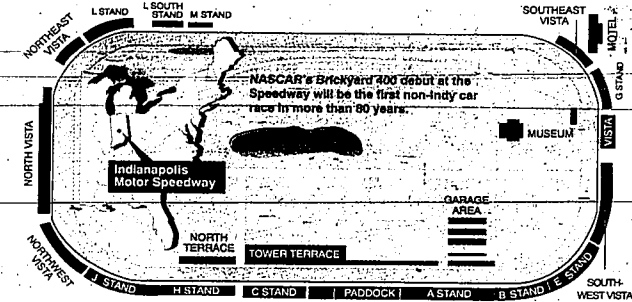 L STAND
L SOUTH
STAND
M STAND
SOUTHEAST
VISTA
MOTEL
NORTHEAST
VISTA
G STAND
NASCAR's Brickyard 400 debut at the
Speedway will be the first non-Indy car
race in more than 80 years.
MUSEUM
VISTA
NORTH VISTA
Indianapolis
Motor Speedway
GARAGE
AREA
NORTH
TERRACE
TOWER TERRACE
NORTHWEST
VISTA
J STAND
H STAND
C STAND
PADDOCK
A STAND
B STAND
E STAND
SOUTH-
WEST VISTA